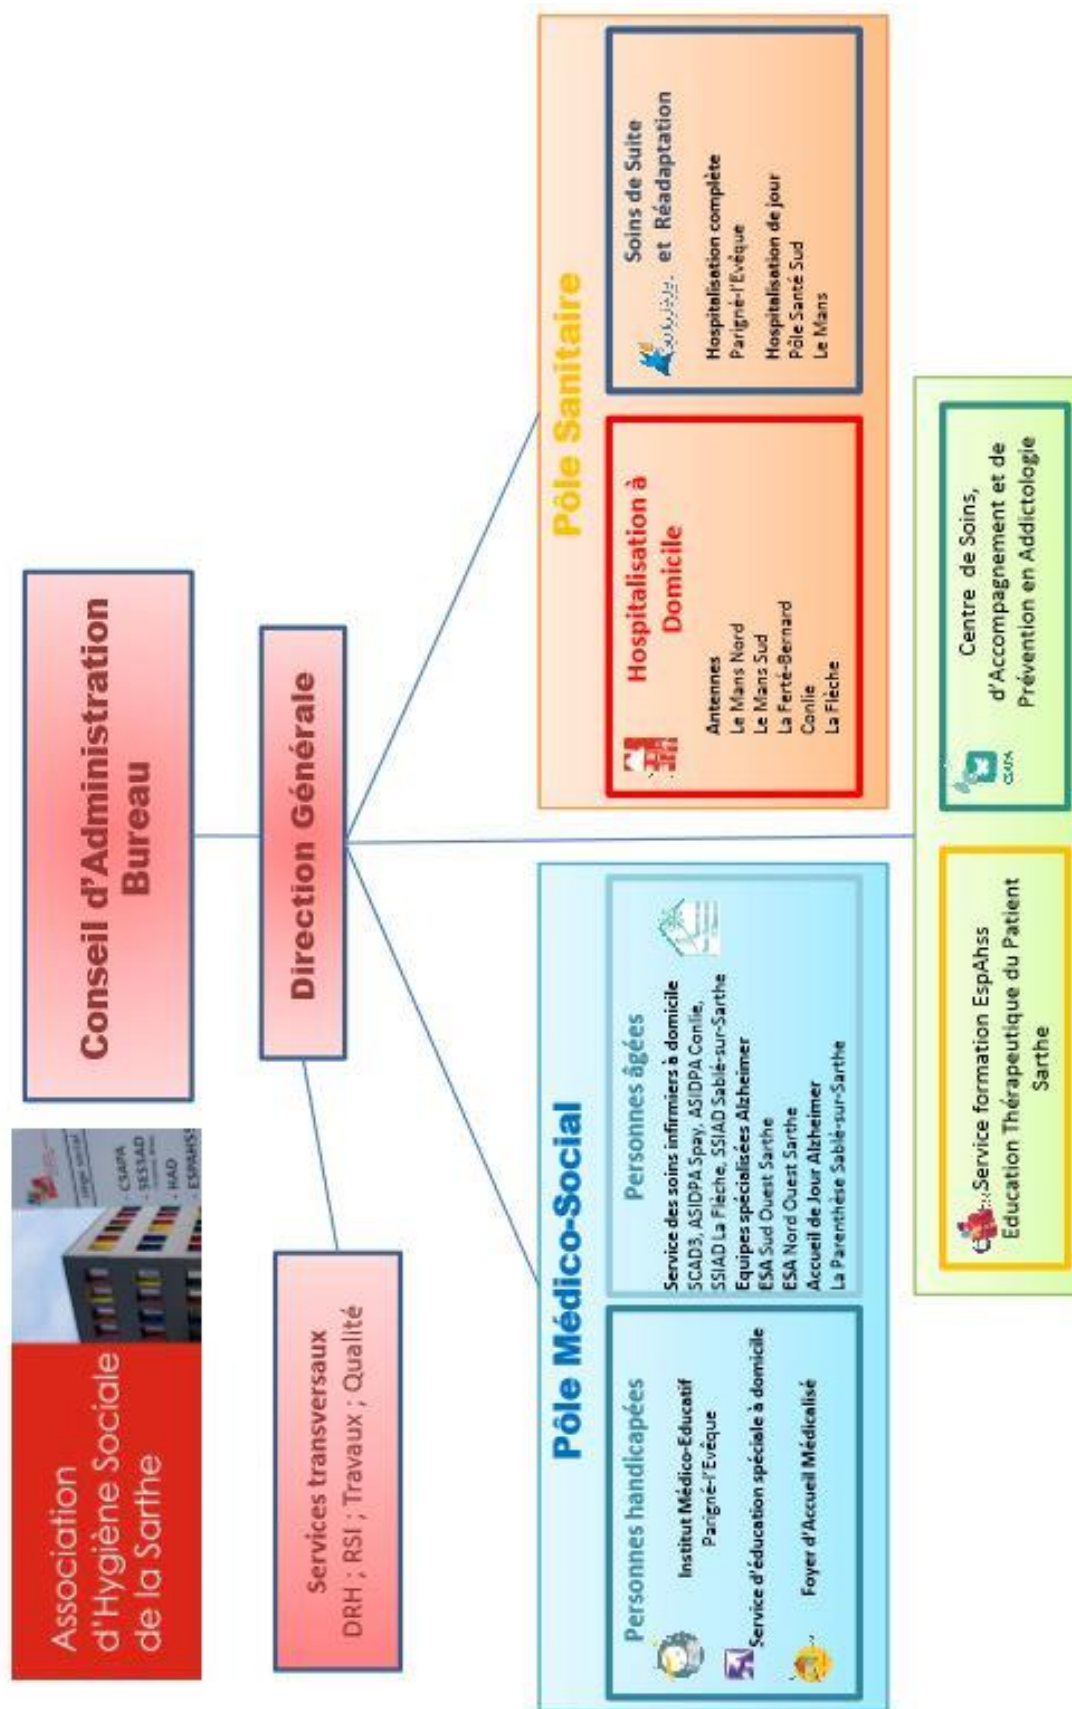 Association
d'Hygiène Sociale
de la Sarthe
siège social
- CSAPA
- SESSAD
- HAD
- ESPAHSS
Conseil d'Administration
Bureau
Direction Générale
Services transversaux
DRH ; RSI ; Travaux ; Qualité
Pôle Médico-Social
Personnes handicapées
Institut Médico-Educatif
Parigné-l'Evêque
Service d'éducation spéciale à domicile
Foyer d'Accueil Médicalisé
Personnes âgées
Service des soins infirmiers à domicile
SCAD3, ASIDPA Spay, ASIDPA Conlie,
SSIAD La Flèche, SSIAD Sablé-sur-Sarthe
Equipes spécialisées Alzheimer
ESA Sud Ouest Sarthe
ESA Nord Ouest Sarthe
Accueil de Jour Alzheimer
La Parenthèse Sablé-sur-Sarthe
Pôle Sanitaire
Hospitalisation à
Domicile
Antennes
Le Mans Nord
Le Mans Sud
La Ferté-Bernard
Conlie
La Flèche
Soins de Suite
et Réadaptation
Hospitalisation complète
Parigné-l'Evêque
Hospitalisation de jour
Pôle Santé Sud
Le Mans
Service formation EspAhss
Education Thérapeutique du Patient
Sarthe
Centre de Soins,
d'Accompagnement et de
Prévention en Addictologie
CSAPA